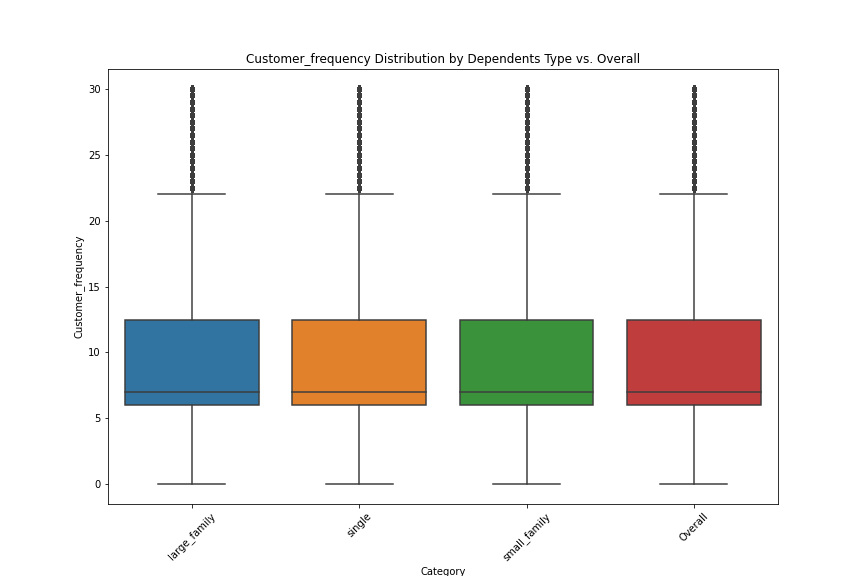 Customer_frequency Distribution by Dependents Type vs. Overall
30
25
20
15
10
5
0
Customer_frequency
large_family
single
small_family
Overall
Category